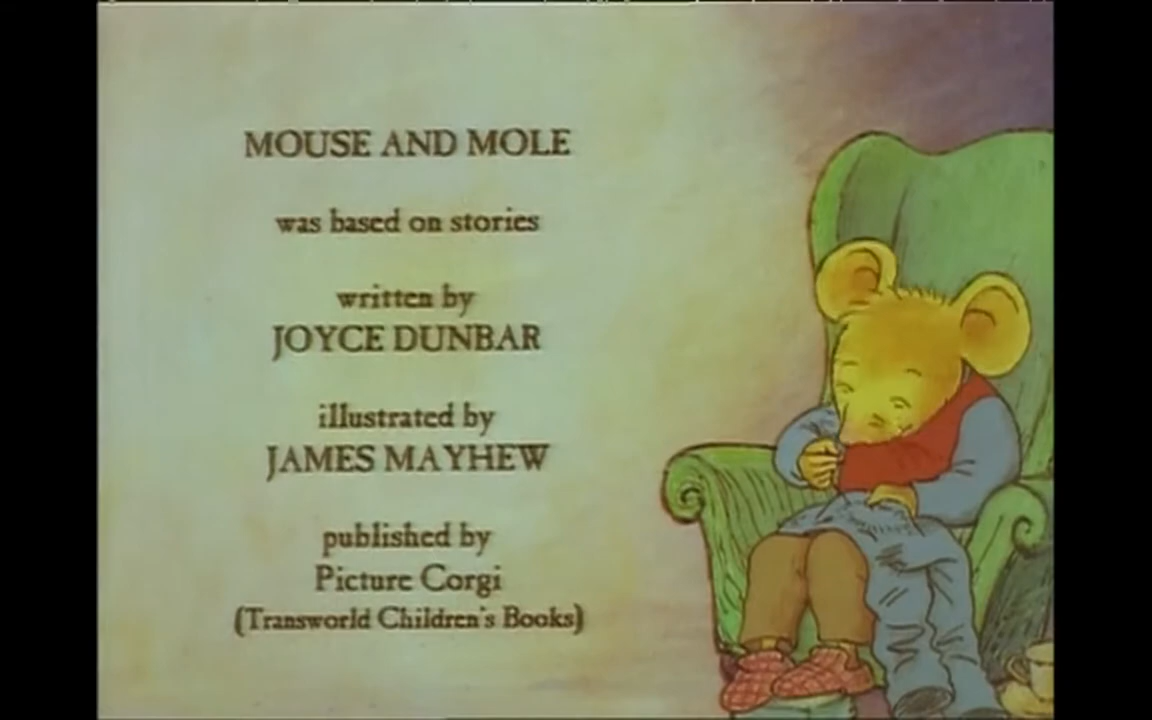 MOUSE AND MOLE
was based on stories
written by
JOYCE DUNBAR
illustrated by
JAMES MAYHEW
published by
Picture Corgi
(Transworld Children's Books)